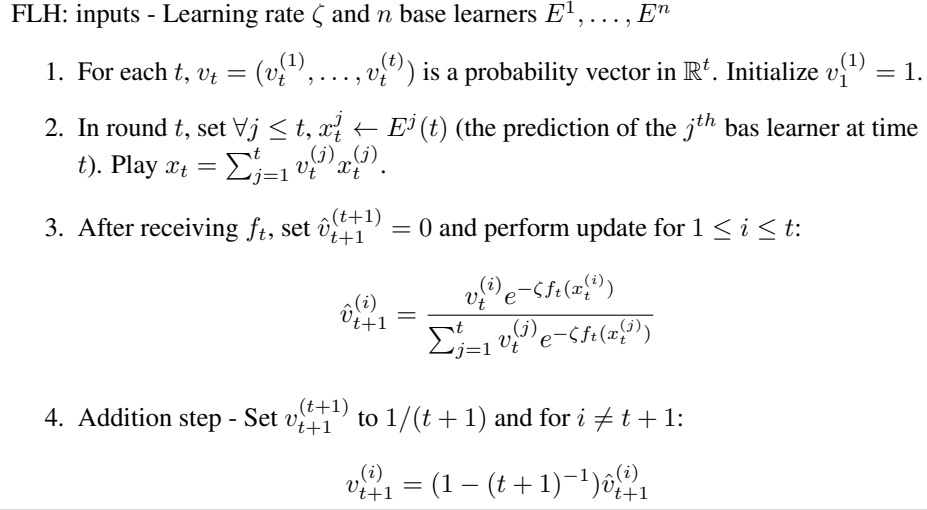 FLH: inputs - Learning rate ζ and n base learners E^1, . . . , E^n
1. For each t, v_t = (v_t^{(1)}, . . . , v_t^{(t)}) is a probability vector in ℝ^t. Initialize v_1^{(1)} = 1.
2. In round t, set ∀j ≤ t, x_t^j ← E^j(t) (the prediction of the j^{th} bas learner at time
t). Play x_t = ∑_{j=1}^t v_t^{(j)} x_t^{(j)}.
3. After receiving f_t, set v̂_{t+1}^{(t+1)} = 0 and perform update for 1 ≤ i ≤ t:
v̂_{t+1}^{(i)} = \frac{v_t^{(i)} e^{-ζ f_t(x_t^{(i)})}}{∑_{j=1}^t v_t^{(j)} e^{-ζ f_t(x_t^{(j)})}}
4. Addition step - Set v_{t+1}^{(t+1)} to 1/(t + 1) and for i ≠ t + 1:
v_{t+1}^{(i)} = (1 − (t + 1)^{−1}) v̂_{t+1}^{(i)}